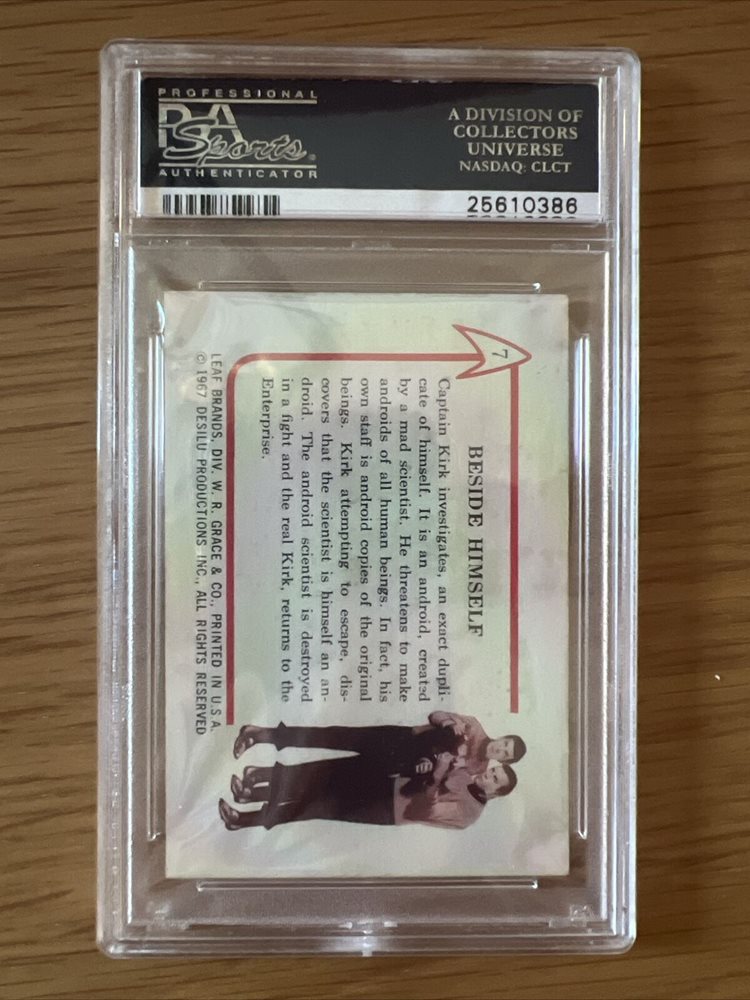 PROFESSIONAL
PSA
Sports®
AUTHENTICATOR
A DIVISION OF
COLLECTORS
UNIVERSE
NASDAQ: CLCT
25610386
7
BESIDE HIMSELF
Captain Kirk investigates, an exact dupli-
cate of himself. It is an android, created
by a mad scientist. He threatens to make
androids of all human beings. In fact, his
own staff is android copies of the original
beings. Kirk attempting to escape, dis-
covers that the scientist is himself an an-
droid. The android scientist is destroyed
in a fight and the real Kirk, returns to the
Enterprise.
LEAF BRANDS, DIV. W. R. GRACE & CO., PRINTED IN U.S.A.
© 1967 DESILU PRODUCTIONS INC., ALL RIGHTS RESERVED